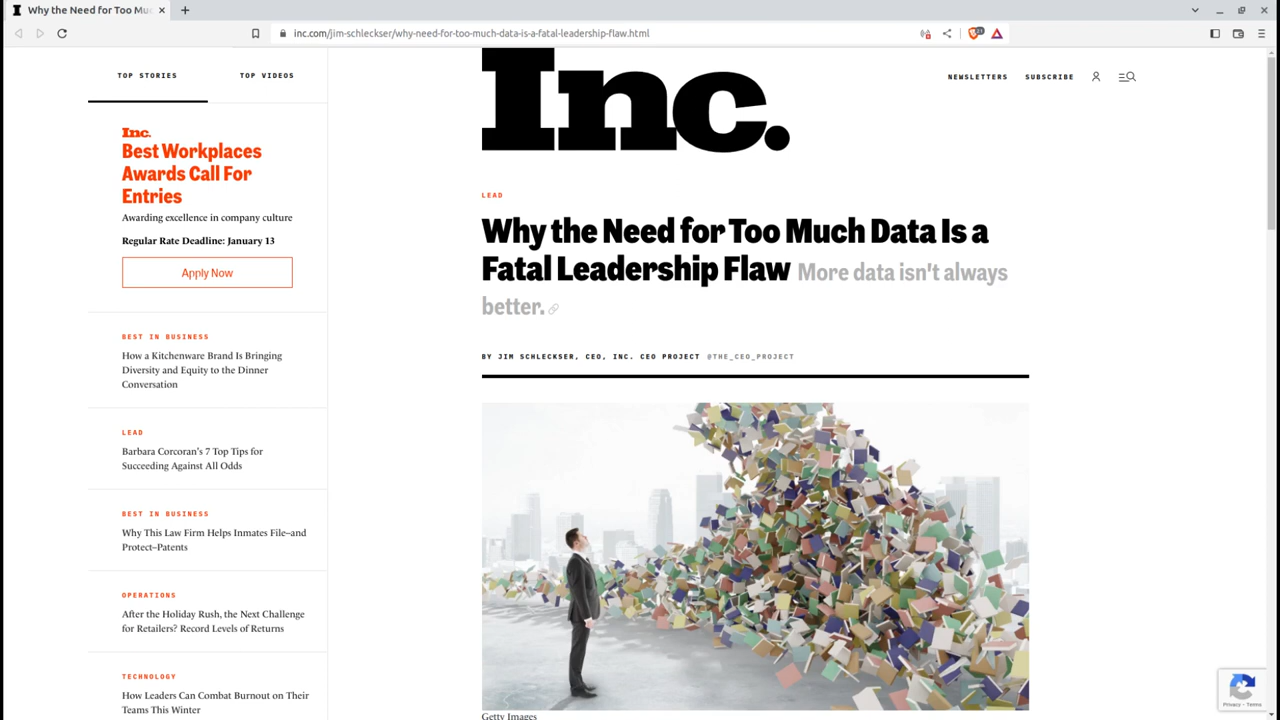 Why the Need for Too Mu
inc.com/jim-schleckser/why-need-for-too-much-data-is-a-fatal-leadership-flaw.html
TOP STORIES
TOP VIDEOS
Inc.
Best Workplaces
Awards Call For
Entries
Awarding excellence in company culture
Regular Rate Deadline: January 13
Apply Now
BEST IN BUSINESS
How a Kitchenware Brand Is Bringing
Diversity and Equity to the Dinner
Conversation
LEAD
Barbara Corcoran's 7 Top Tips for
Succeeding Against All Odds
BEST IN BUSINESS
Why This Law Firm Helps Inmates File–and
Protect–Patents
OPERATIONS
After the Holiday Rush, the Next Challenge
for Retailers? Record Levels of Returns
TECHNOLOGY
How Leaders Can Combat Burnout on Their
Teams This Winter
Inc.
NEWSLETTERS
SUBSCRIBE
LEAD
Why the Need for Too Much Data Is a
Fatal Leadership Flaw More data isn't always
better.
BY JIM SCHLECKSER, CEO, INC. CEO PROJECT @THE_CEO_PROJECT
Getty Images
Privacy - Terms